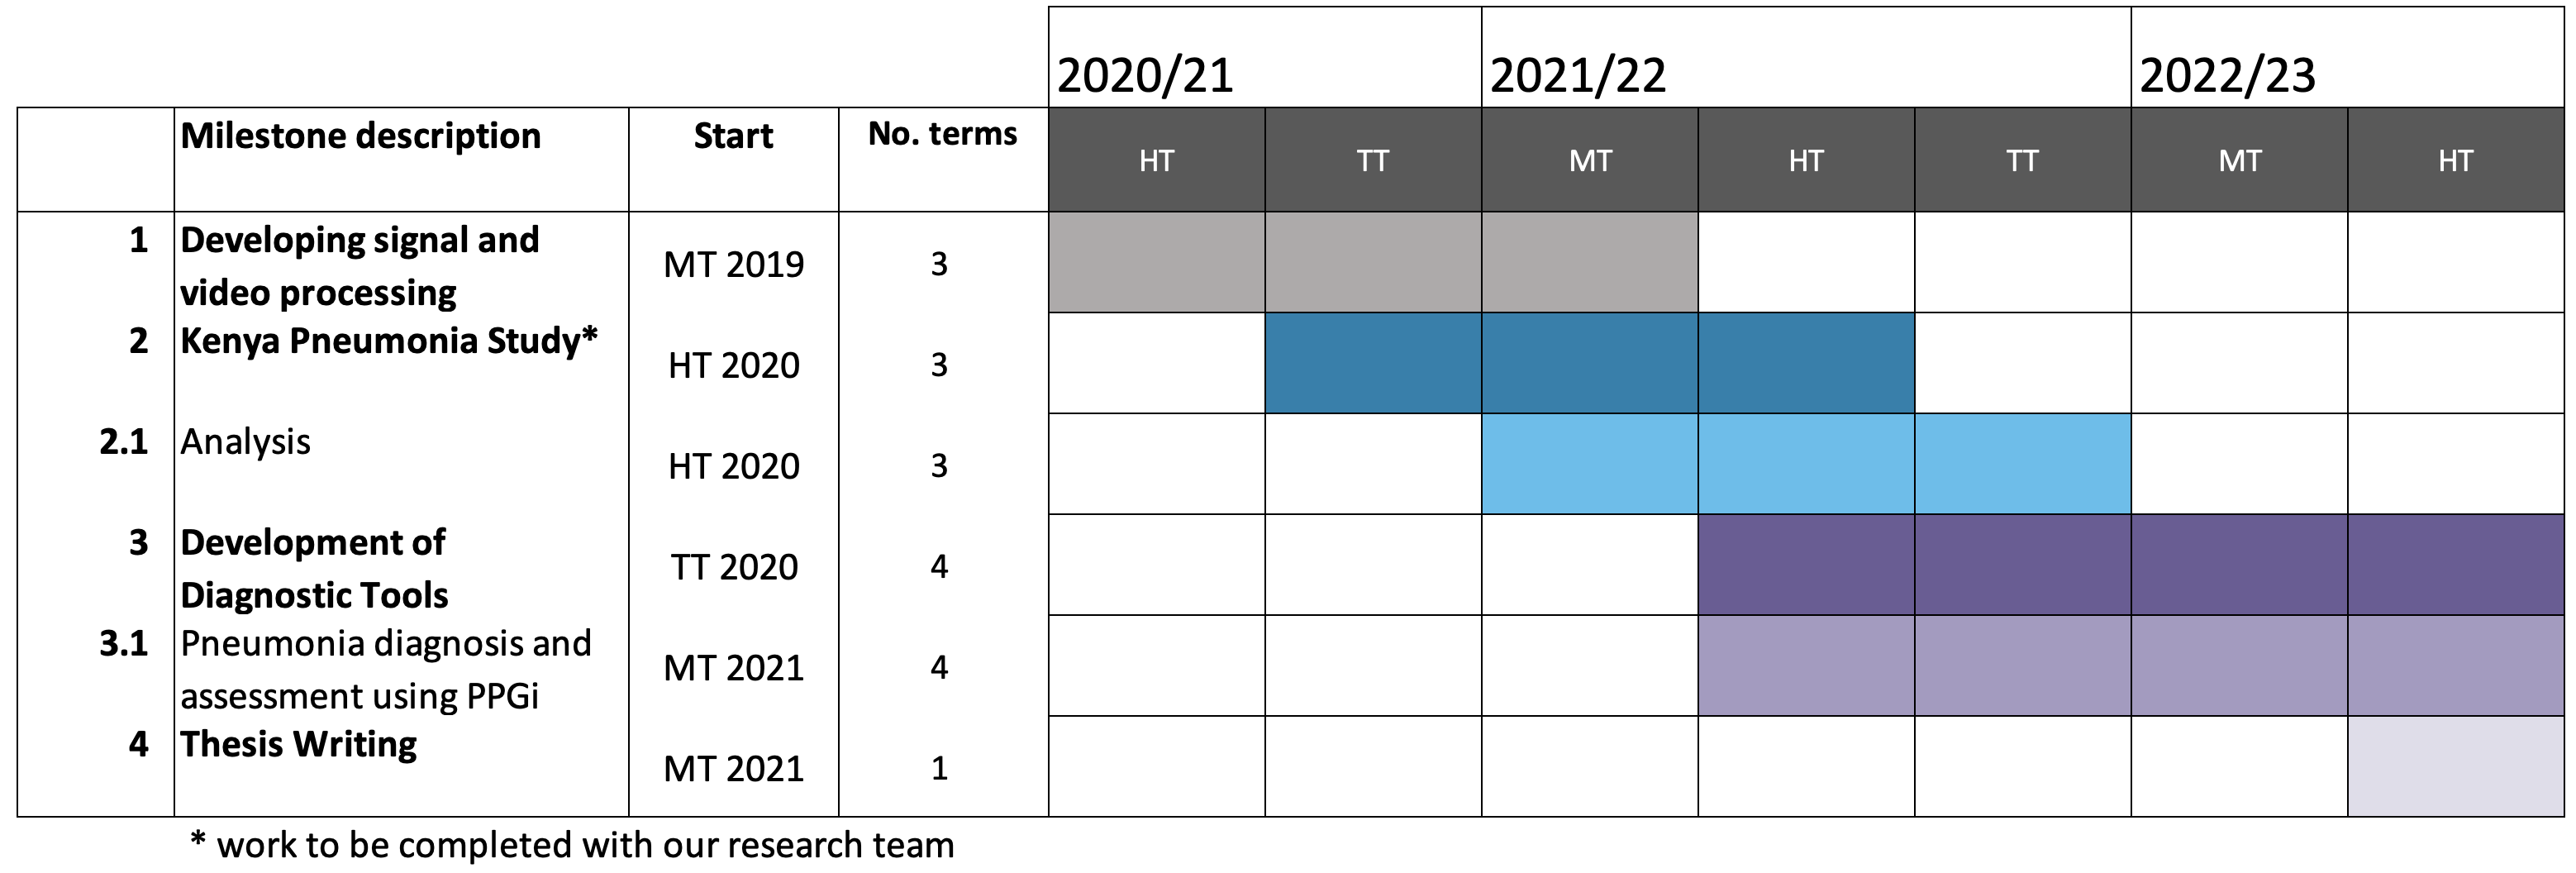 2020/21 2021/22 2022/23
Milestone description Start No. terms HT TT MT HT TT MT HT
1 Developing signal and
video processing MT 2019 3
2 Kenya Pneumonia Study* HT 2020 3
2.1 Analysis HT 2020 3
3 Development of
Diagnostic Tools TT 2020 4
3.1 Pneumonia diagnosis and
assessment using PPGi MT 2021 4
4 Thesis Writing MT 2021 1
* work to be completed with our research team